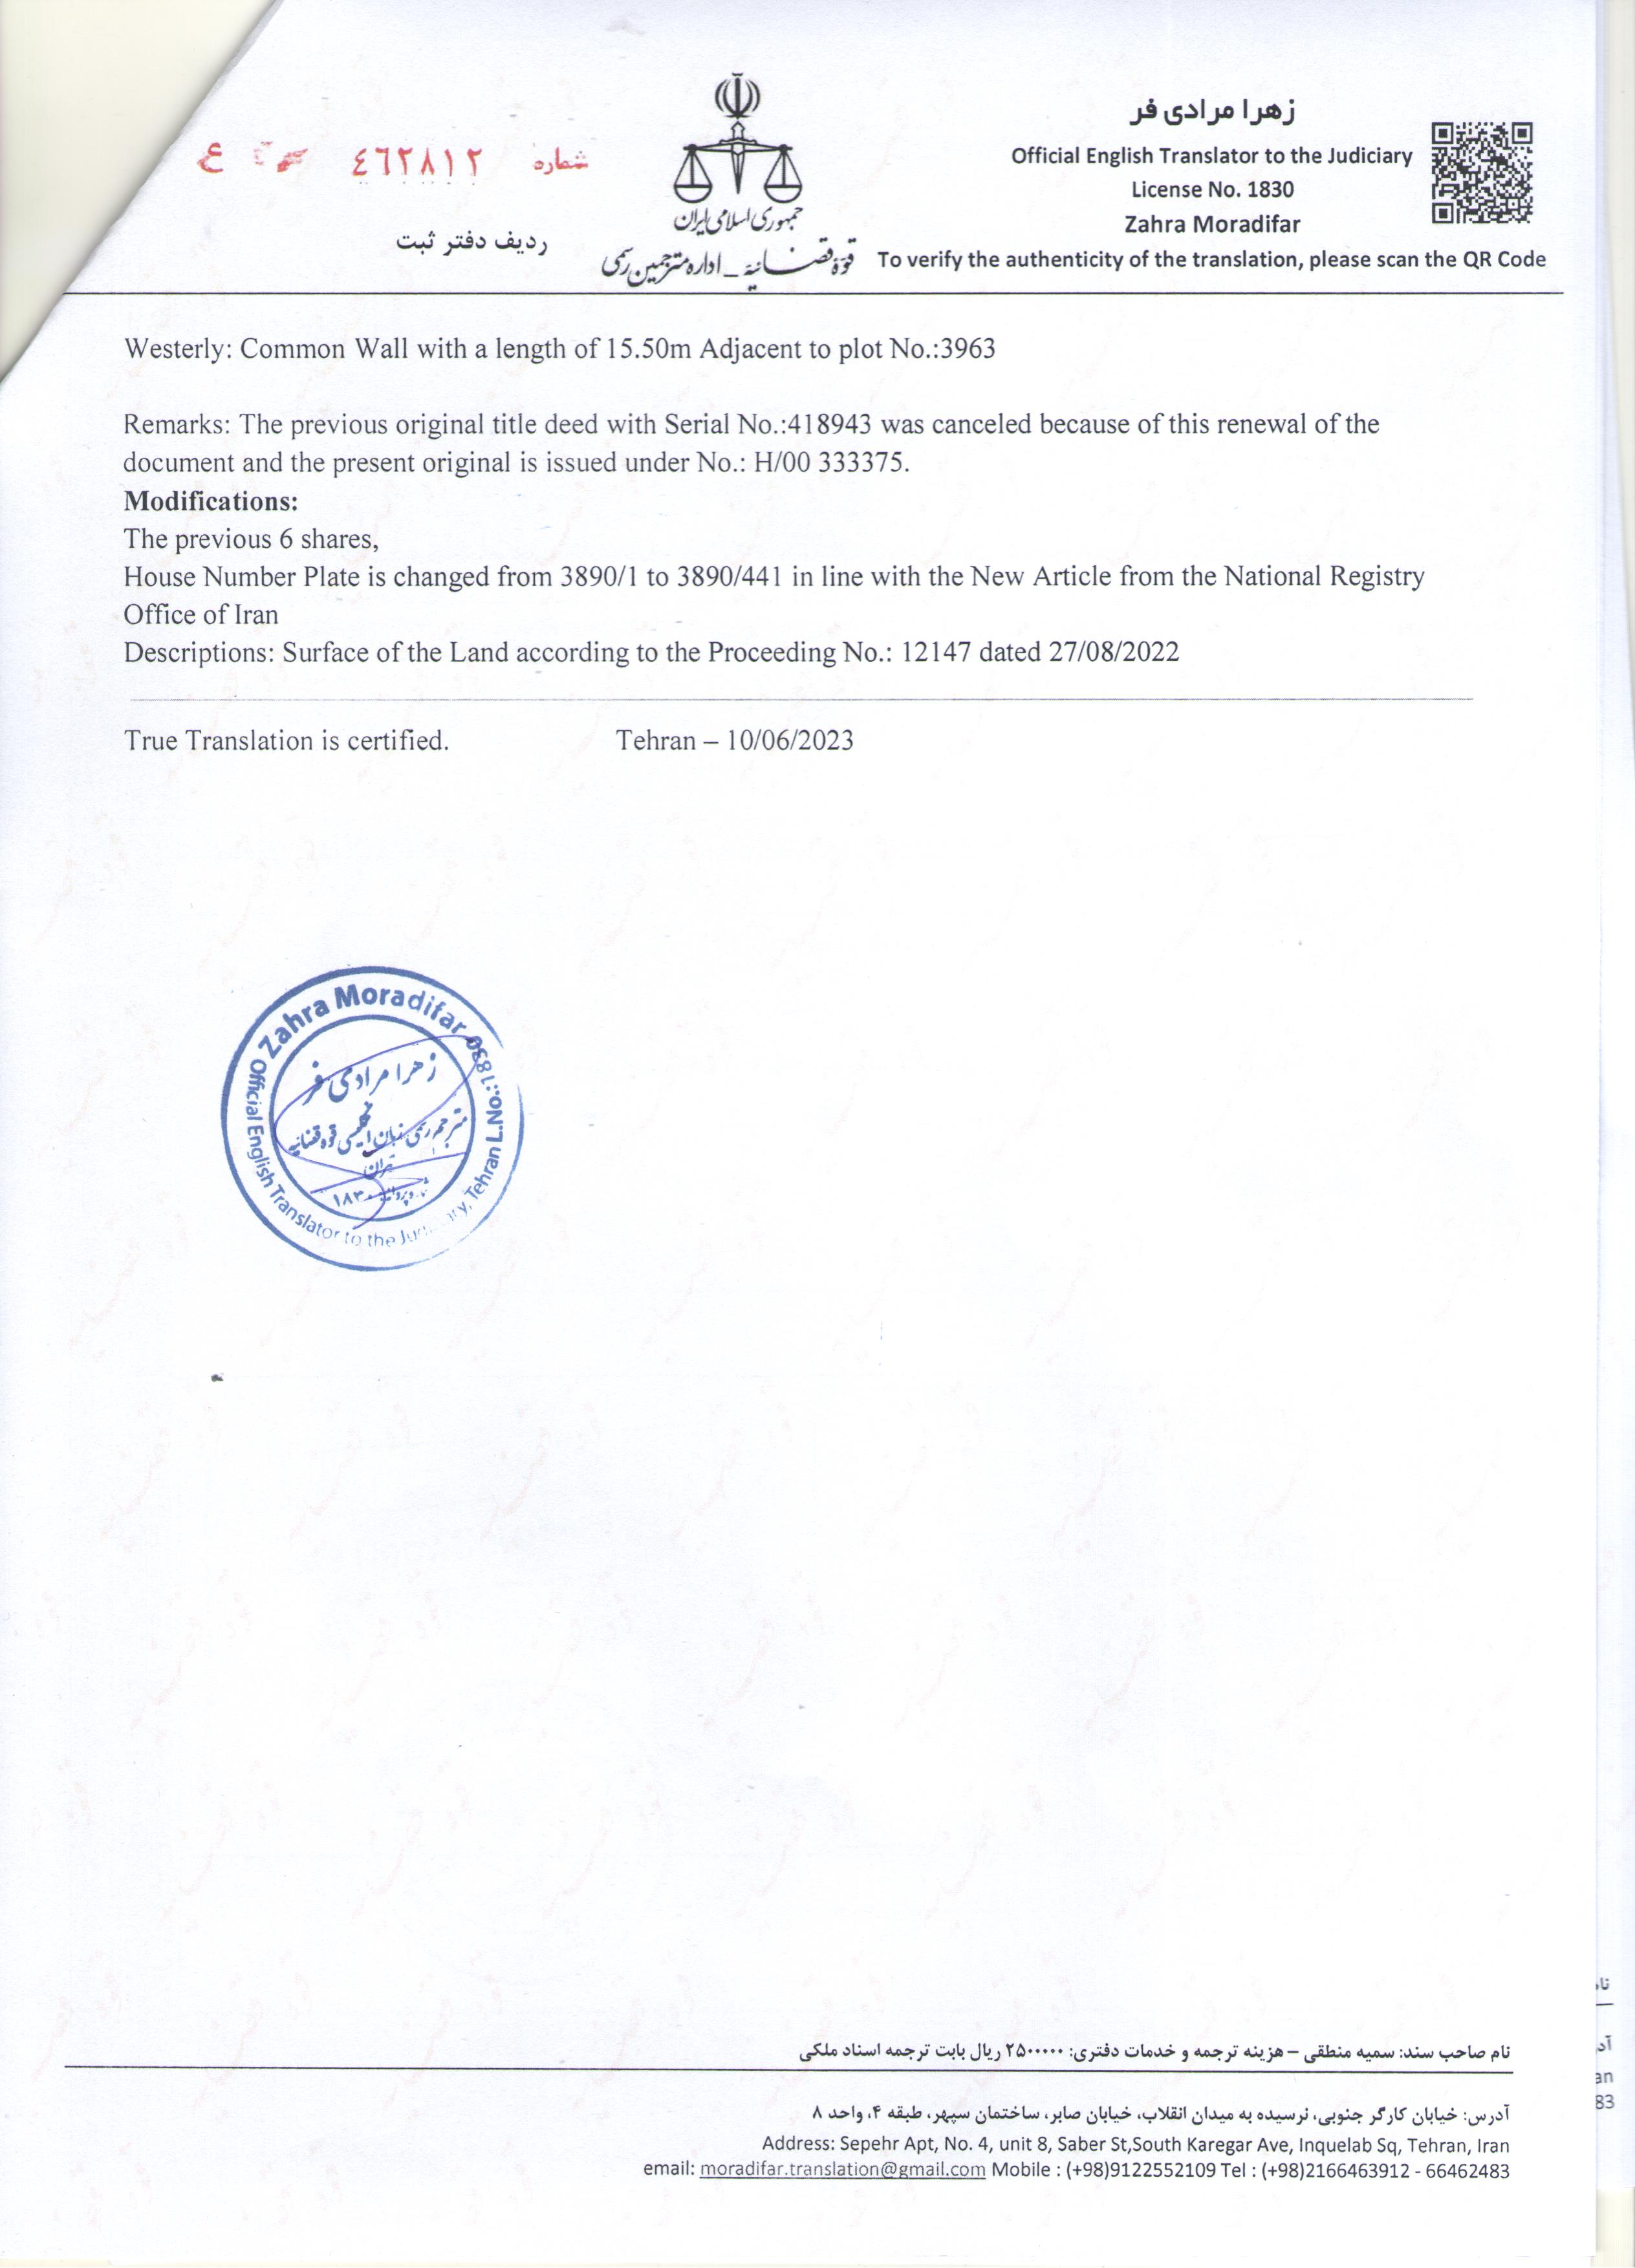 زهرا مرادی فر
Official English Translator to the Judiciary
License No. 1830
Zahra Moradifar
To verify the authenticity of the translation, please scan the QR Code
جمهوری اسلامی ایران
قوه قضائیه - اداره مترجمین رسمی
شماره ٤٦٢٨١٢
ع
ردیف دفتر ثبت
Westerly: Common Wall with a length of 15.50m Adjacent to plot No.:3963
Remarks: The previous original title deed with Serial No.:418943 was canceled because of this renewal of the
document and the present original is issued under No.: H/00 333375.
Modifications:
The previous 6 shares,
House Number Plate is changed from 3890/1 to 3890/441 in line with the New Article from the National Registry
Office of Iran
Descriptions: Surface of the Land according to the Proceeding No.: 12147 dated 27/08/2022
True Translation is certified. Tehran – 10/06/2023
Zahra Moradifar
Official English Translator to the Judiciary, Tehran L.No.:1830
زهرا مرادی فر
مترجم رسمی زبان انگلیسی قوه قضائیه
تهران
شماره پروانه ۱۸۳۰
نام صاحب سند: سمیه منطقی – هزینه ترجمه و خدمات دفتری: ۲۵۰۰۰۰۰ ریال بابت ترجمه اسناد ملکی
آدرس: خیابان کارگر جنوبی، نرسیده به میدان انقلاب، خیابان صابر، ساختمان سپهر، طبقه ۴، واحد ۸
Address: Sepehr Apt, No. 4, unit 8, Saber St,South Karegar Ave, Inquelab Sq, Tehran, Iran
email: moradifar.translation@gmail.com Mobile : (+98)9122552109 Tel : (+98)2166463912 - 66462483
نام
آد
an
83